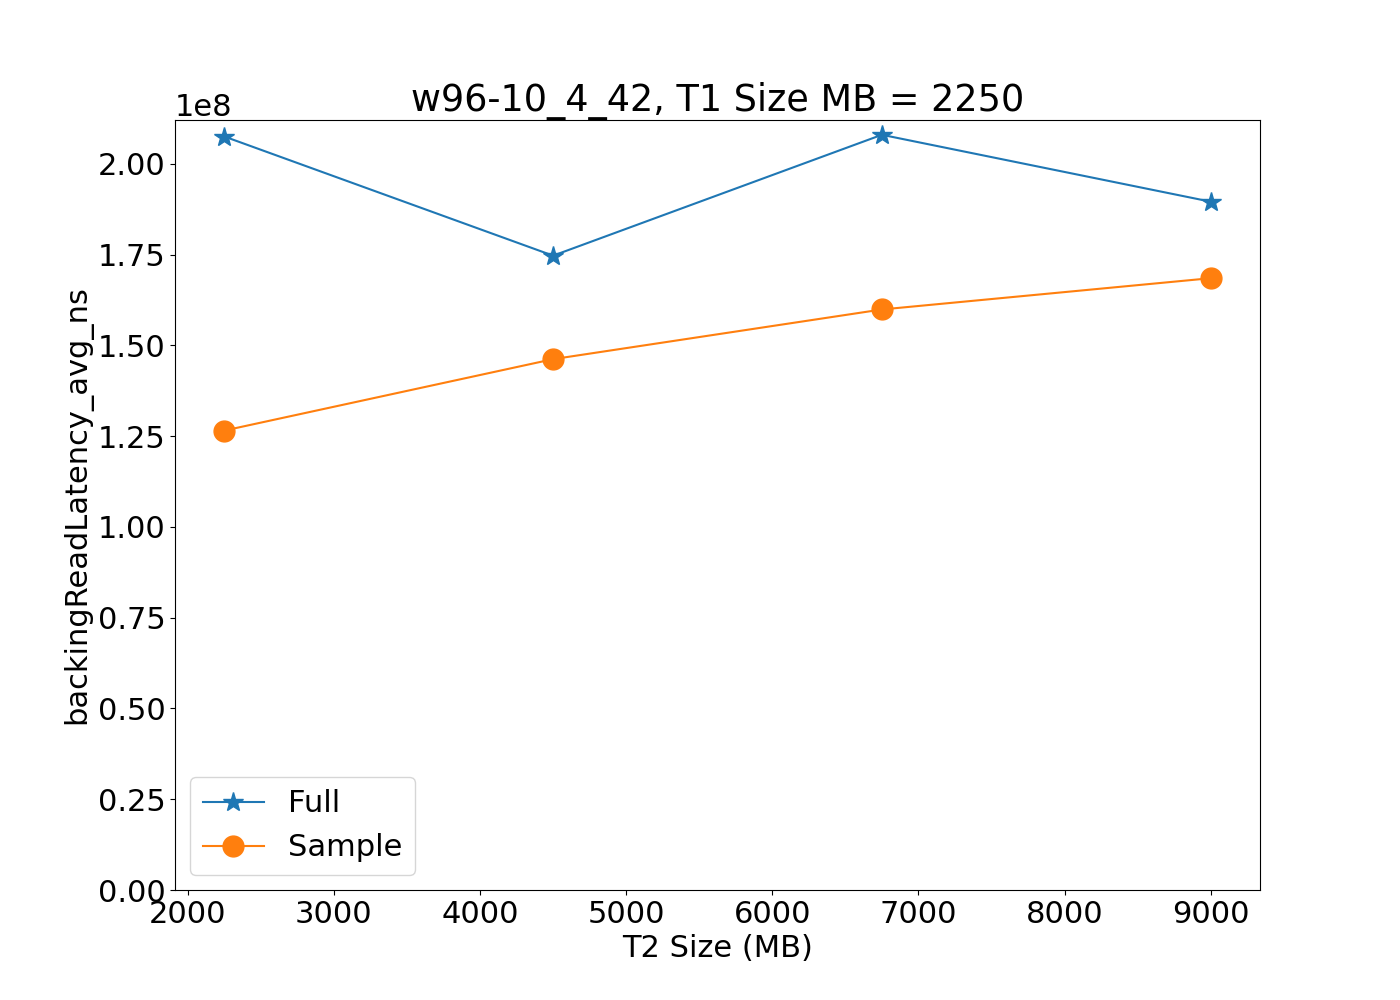 w96-10_4_42, T1 Size MB = 2250
1e8
2.00
1.75
1.50
1.25
1.00
0.75
0.50
0.25
0.00
backingReadLatency_avg_ns
Full
Sample
2000 3000 4000 5000 6000 7000 8000 9000
T2 Size (MB)